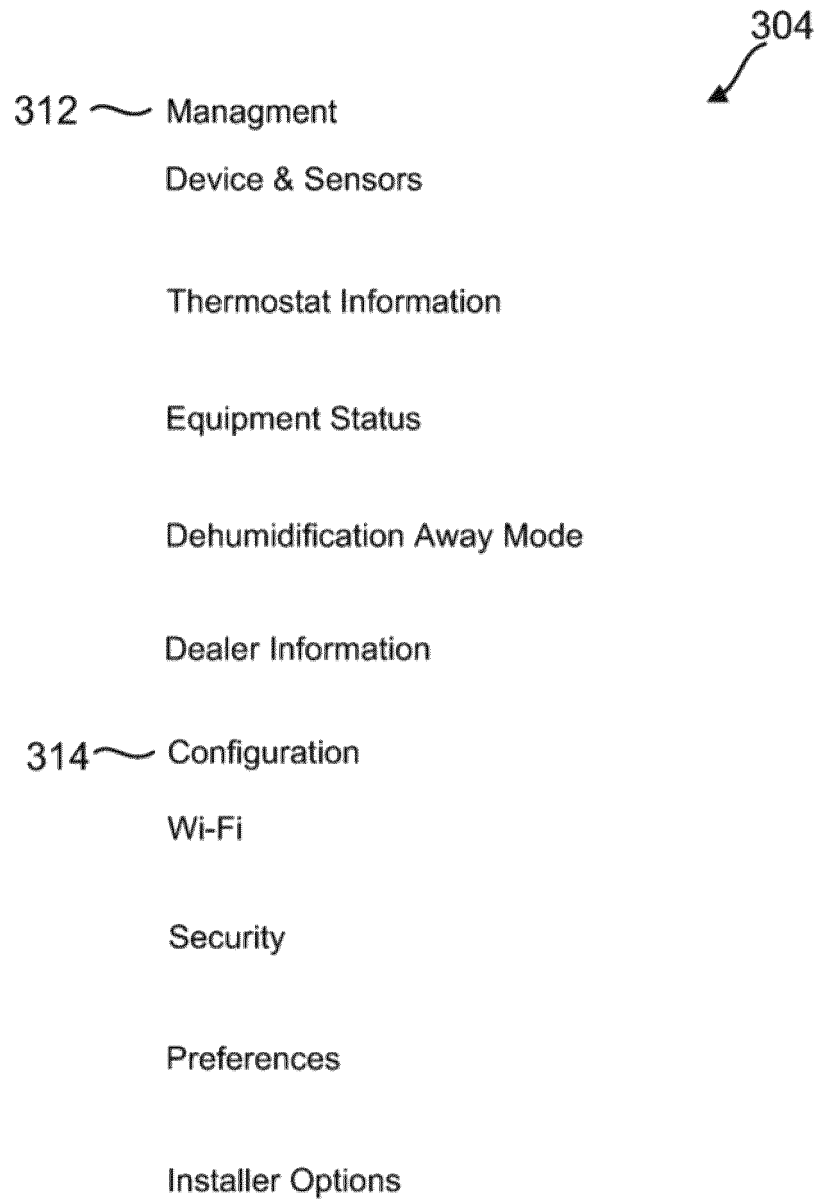 304
312 Managment
Device & Sensors
Thermostat Information
Equipment Status
Dehumidification Away Mode
Dealer Information
314 Configuration
Wi-Fi
Security
Preferences
Installer Options